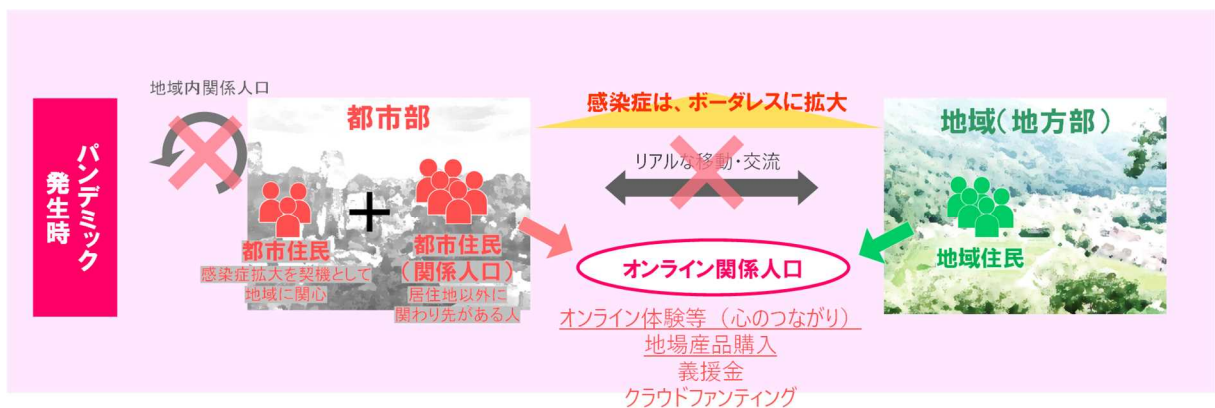 パンデミック
発生時
地域内関係人口
都市部
都市住民
感染症拡大を契機として
地域に関心
＋
都市住民
（関係人口）
居住地以外に
関わり先がある人
感染症は、ボーダレスに拡大
リアルな移動・交流
オンライン関係人口
オンライン体験等（心のつながり）
地場産品購入
義援金
クラウドファンティング
地域（地方部）
地域住民